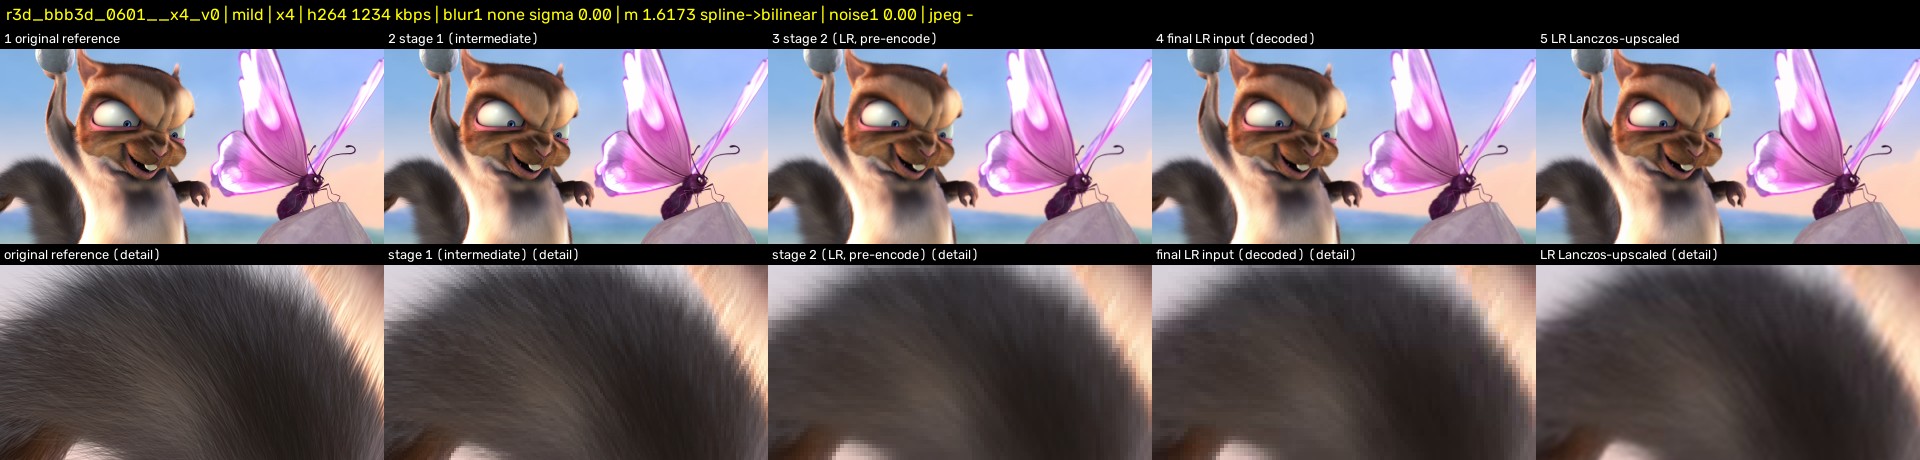 r3d_bbb3d_0601__x4_v0 | mild | x4 | h264 1234 kbps | blur1 none sigma 0.00 | m 1.6173 spline->bilinear | noise1 0.00 | jpeg -
1 original reference
2 stage 1 (intermediate)
3 stage 2 (LR, pre-encode)
4 final LR input (decoded)
5 LR Lanczos-upscaled
original reference (detail)
stage 1 (intermediate) (detail)
stage 2 (LR, pre-encode) (detail)
final LR input (decoded) (detail)
LR Lanczos-upscaled (detail)